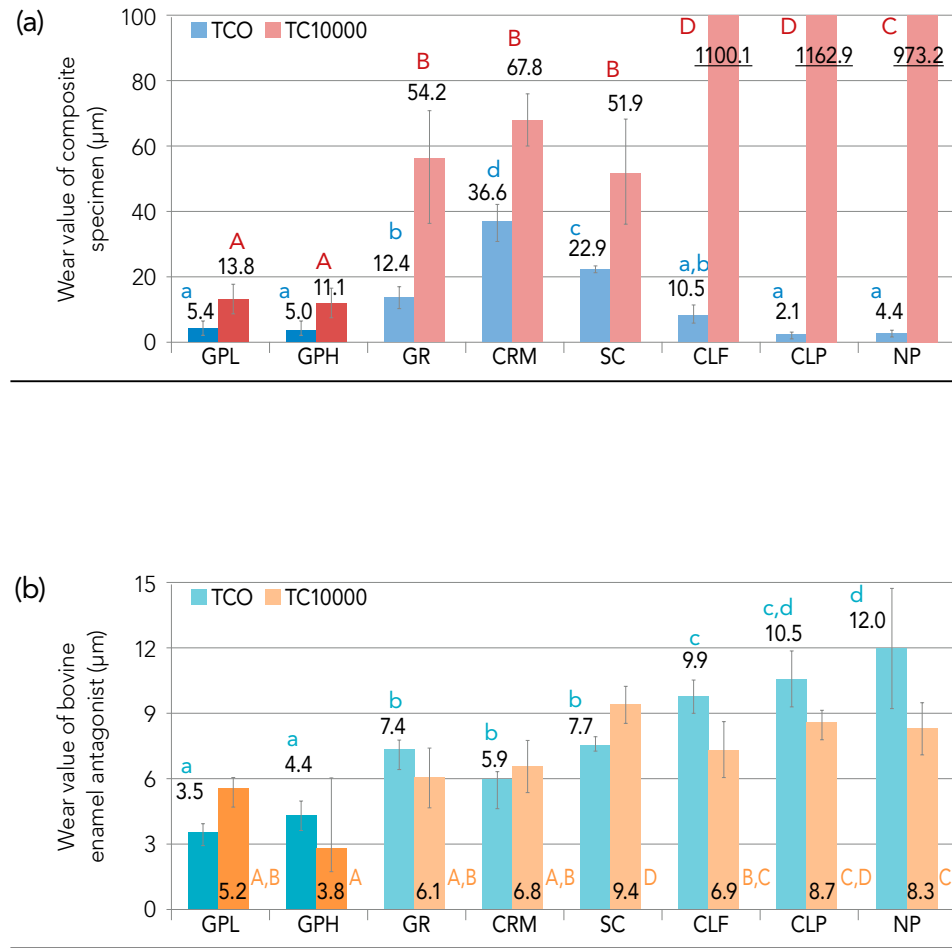 (a)
Wear value of composite
specimen (µm)
100
80
60
40
20
0
TCO TC10000
a 5.4 A 13.8
a 5.0 A 11.1
b 12.4 B 54.2
d 36.6 B 67.8
c 22.9 B 51.9
a,b 10.5 D 1100.1
a 2.1 D 1162.9
a 4.4 C 973.2
GPL GPH GR CRM SC CLF CLP NP
(b)
Wear value of bovine
enamel antagonist (µm)
15
12
9
6
3
0
TCO TC10000
a 3.5 5.2 A,B
a 4.4 3.8 A
b 7.4 6.1 A,B
b 5.9 6.8 A,B
b 7.7 9.4 D
c 9.9 6.9 B,C
c,d 10.5 8.7 C,D
d 12.0 8.3 C
GPL GPH GR CRM SC CLF CLP NP